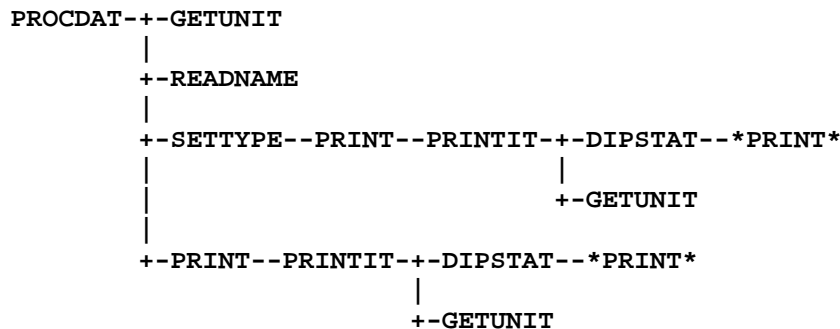 PROCDAT-+-GETUNIT
        |
        +-READNAME
        |
        +-SETTYPE--PRINT--PRINTIT-+-DIPSTAT--*PRINT*
        |                         |
        |                         +-GETUNIT
        |
        +-PRINT--PRINTIT-+-DIPSTAT--*PRINT*
                         |
                         +-GETUNIT